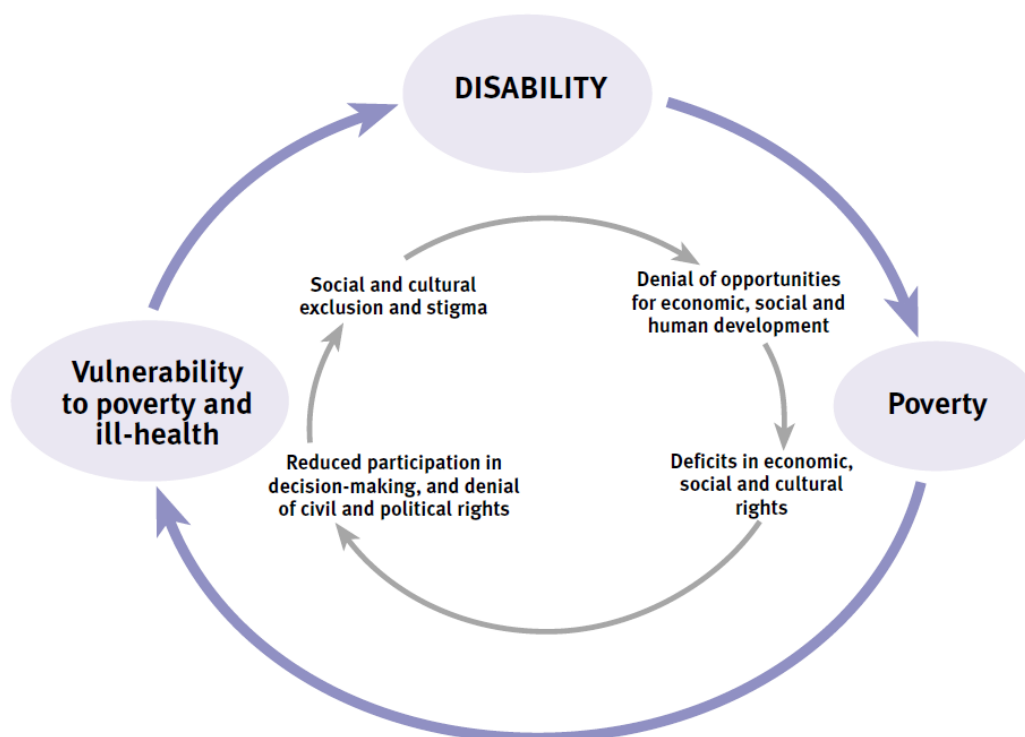 DISABILITY
Social and cultural
exclusion and stigma
Denial of opportunities
for economic, social and
human development
Vulnerability
to poverty and
ill-health
Poverty
Reduced participation in
decision-making, and denial
of civil and political rights
Deficits in economic,
social and cultural
rights